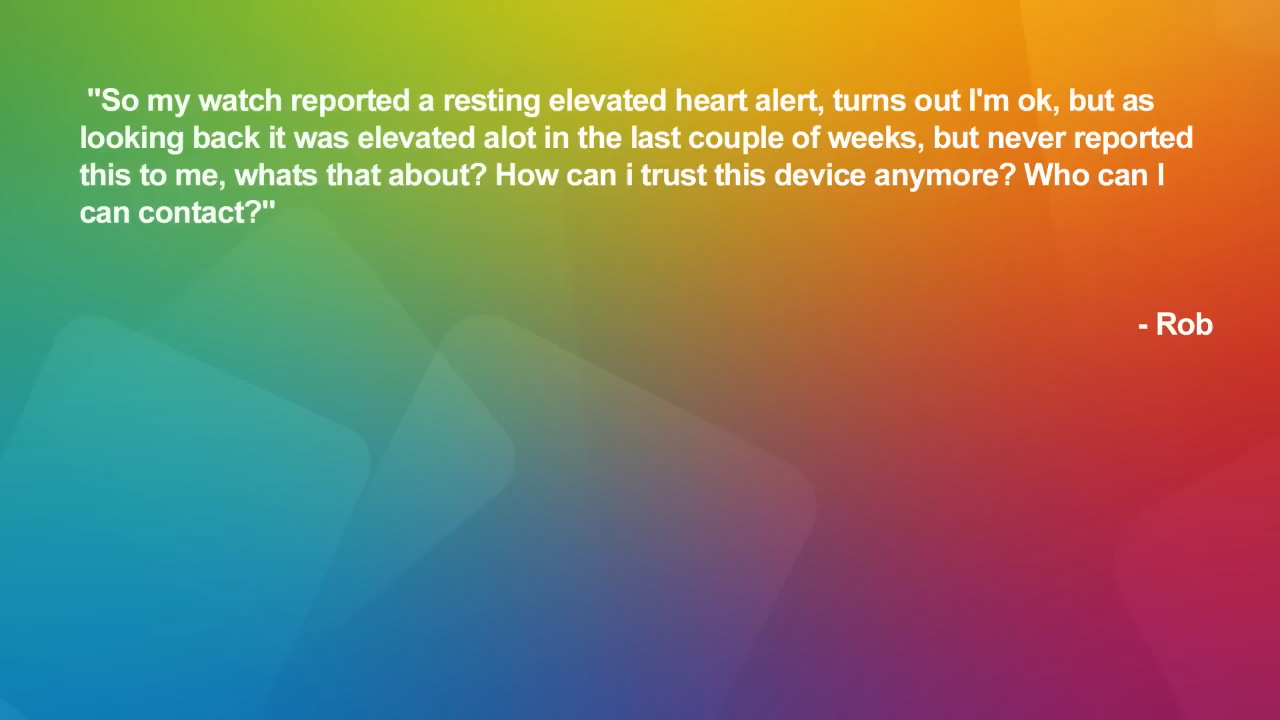 "So my watch reported a resting elevated heart alert, turns out I'm ok, but as
looking back it was elevated alot in the last couple of weeks, but never reported
this to me, whats that about? How can i trust this device anymore? Who can I
can contact?"
- Rob